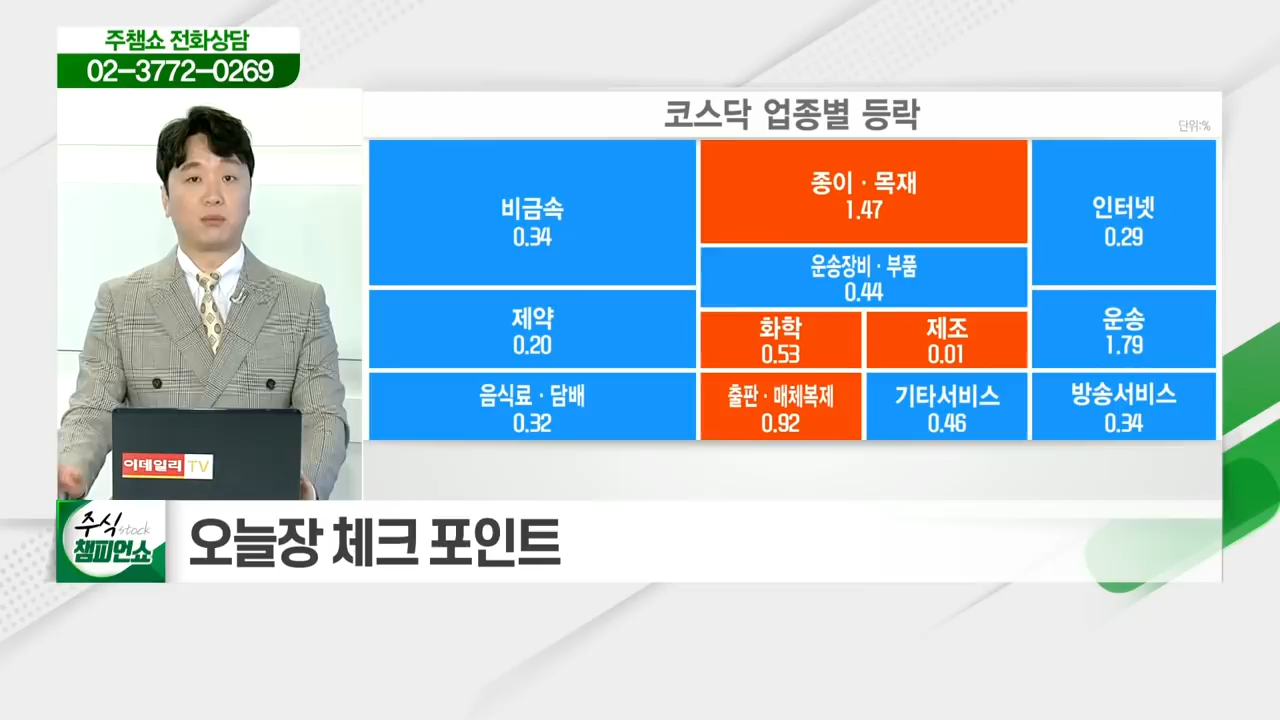 주챔쇼 전화상담
02-3772-0269
코스닥 업종별 등락
단위:%
비금속
0.34
종이·목재
1.47
인터넷
0.29
운송장비·부품
0.44
제약
0.20
화학
0.53
제조
0.01
운송
1.79
음식료·담배
0.32
출판·매체복제
0.92
기타서비스
0.46
방송서비스
0.34
이데일리 TV
주식 stock
챔피언쇼
오늘장 체크 포인트